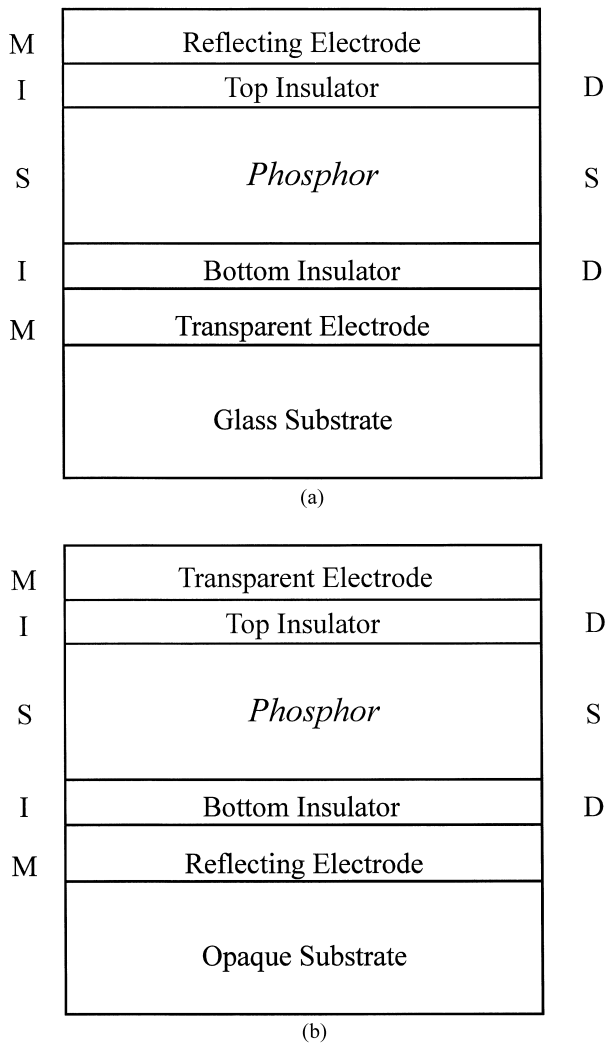 M Reflecting Electrode
I Top Insulator D
S Phosphor S
I Bottom Insulator D
M Transparent Electrode
Glass Substrate
(a)
M Transparent Electrode
I Top Insulator D
S Phosphor S
I Bottom Insulator D
M Reflecting Electrode
Opaque Substrate
(b)